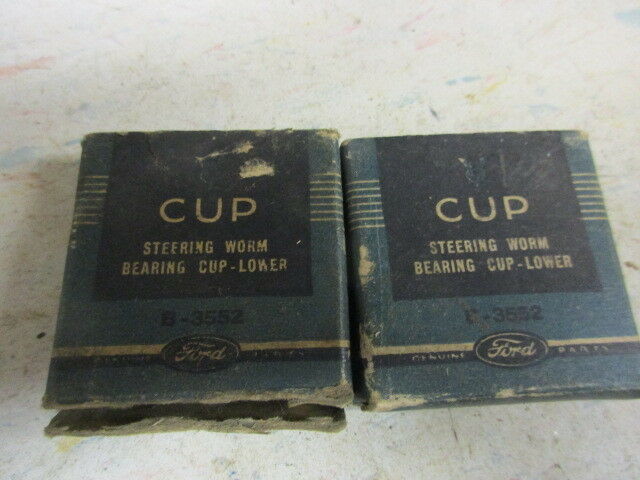 CUP
STEERING WORM
BEARING CUP-LOWER
B-3552
Ford
CUP
STEERING WORM
BEARING CUP-LOWER
B-3552
GENUINE Ford PARTS